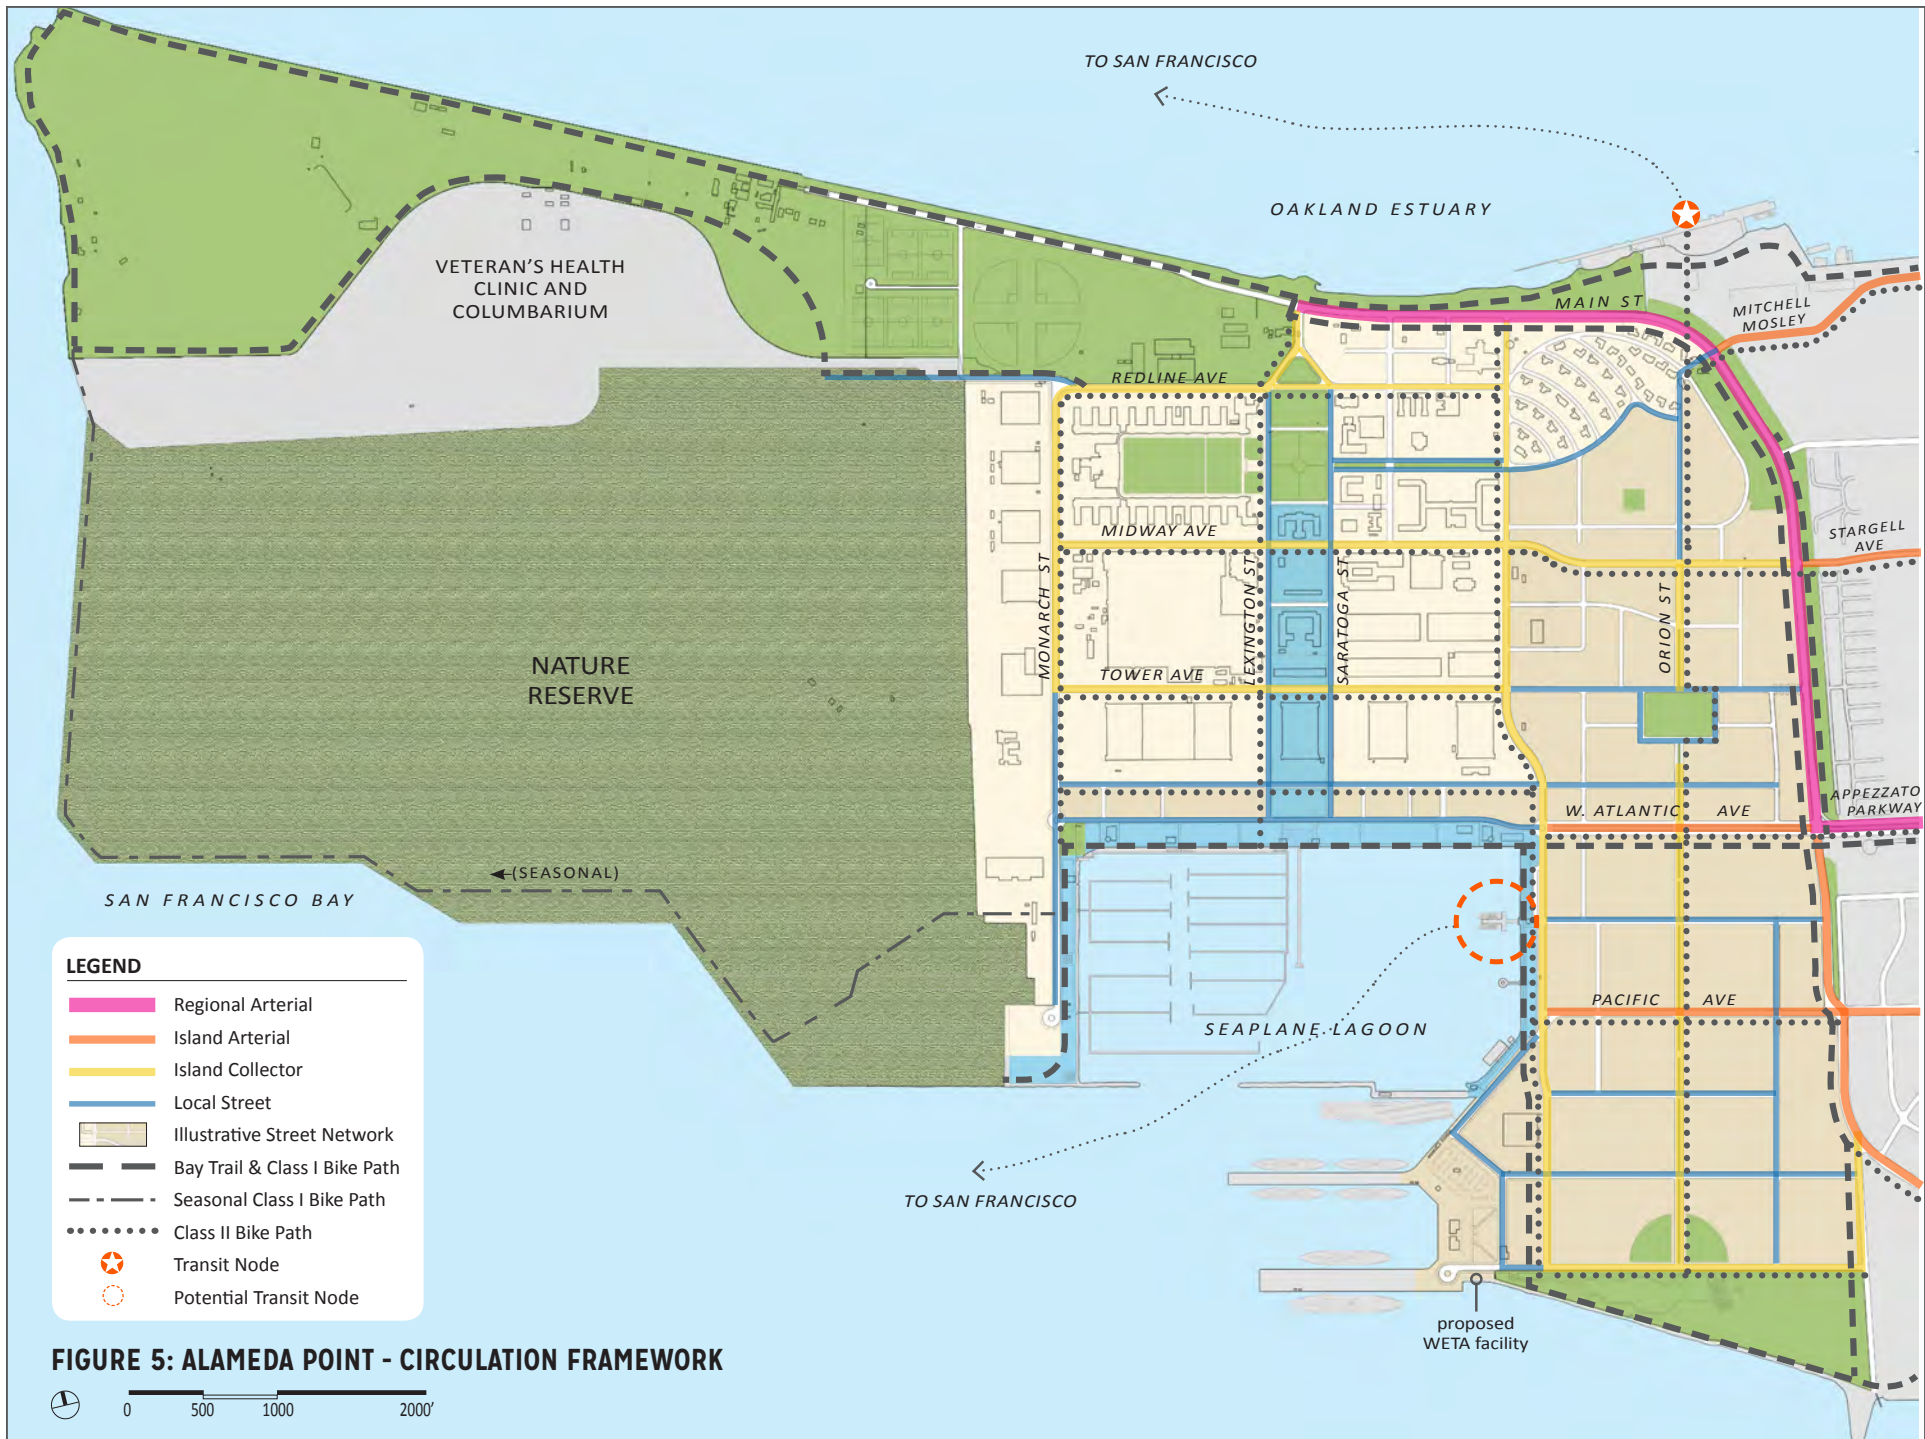 TO SAN FRANCISCO
OAKLAND ESTUARY
VETERAN'S HEALTH
CLINIC AND
COLUMBARIUM
MAIN ST
MITCHELL
MOSLEY
REDLINE AVE
MIDWAY AVE
STARGELL
AVE
MONARCH ST
LEXINGTON ST
SARATOGA ST
ORION ST
NATURE
RESERVE
TOWER AVE
W. ATLANTIC AVE
APPEZZATO
PARKWAY
(SEASONAL)
SAN FRANCISCO BAY
PACIFIC AVE
SEAPLANE LAGOON
TO SAN FRANCISCO
proposed
WETA facility
LEGEND
Regional Arterial
Island Arterial
Island Collector
Local Street
Illustrative Street Network
Bay Trail & Class I Bike Path
Seasonal Class I Bike Path
Class II Bike Path
Transit Node
Potential Transit Node
FIGURE 5: ALAMEDA POINT - CIRCULATION FRAMEWORK
0 500 1000 2000'